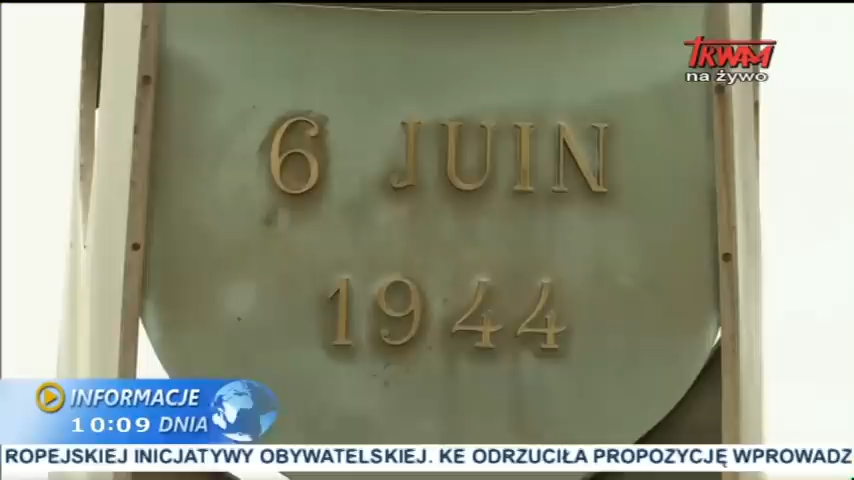 TRWAM
na żywo
6 JUIN
1944
INFORMACJE
10:09 DNIA
ROPEJSKIEJ INICJATYWY OBYWATELSKIEJ. KE ODRZUCIŁA PROPOZYCJĘ WPROWADZ